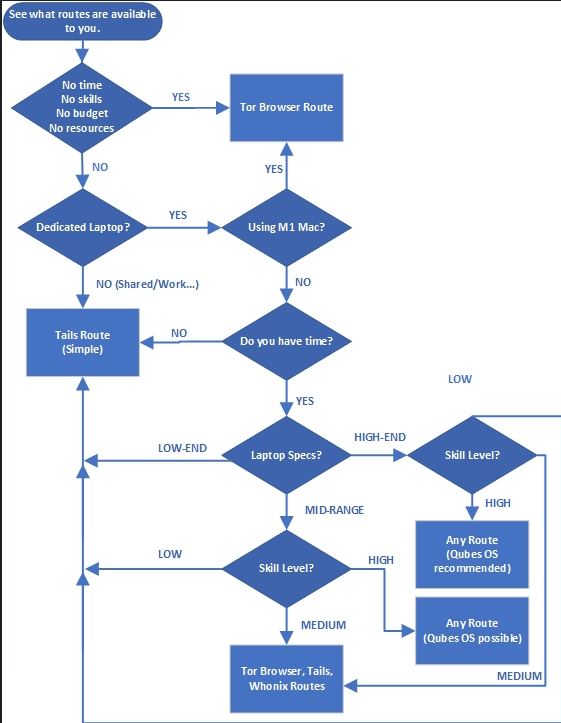 See what routes are available
to you.
No time
No skills
No budget
No resources
YES
Tor Browser Route
NO
YES
Dedicated Laptop?
YES
Using M1 Mac?
NO (Shared/Work...)
NO
Tails Route
(Simple)
NO
Do you have time?
YES
LOW
LOW-END
Laptop Specs?
HIGH-END
Skill Level?
MID-RANGE
HIGH
Any Route
(Qubes OS
recommended)
LOW
Skill Level?
HIGH
Any Route
(Qubes OS possible)
MEDIUM
Tor Browser, Tails,
Whonix Routes
MEDIUM